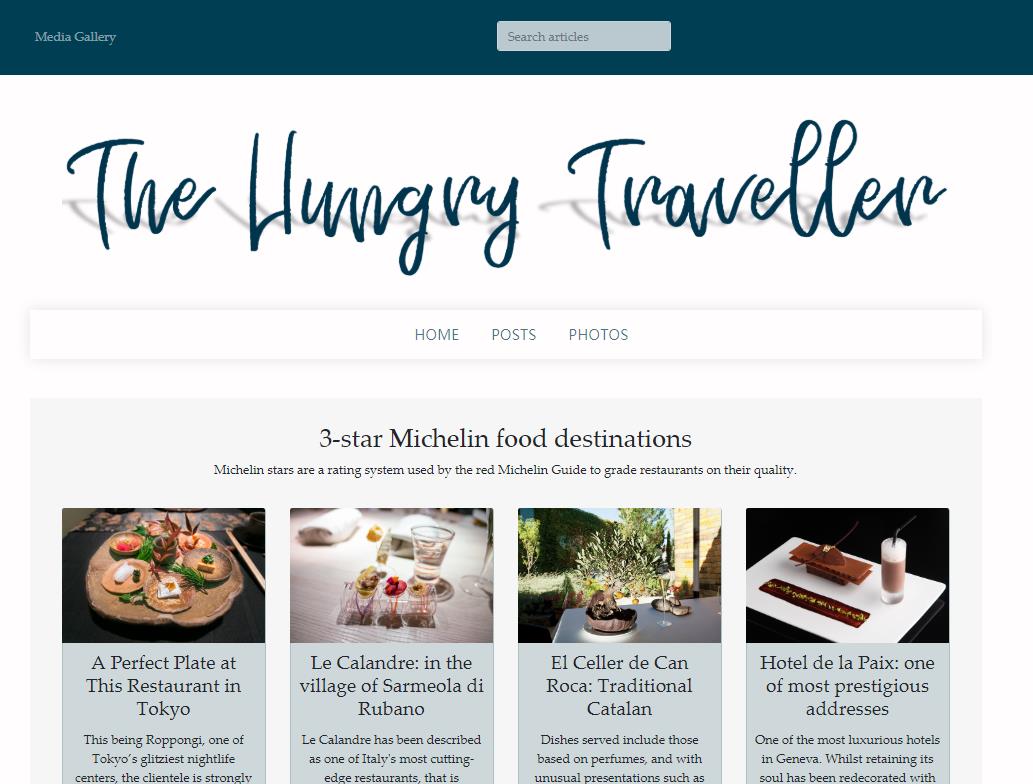 Media Gallery
Search articles
The Hungry Traveller
HOME POSTS PHOTOS
3-star Michelin food destinations
Michelin stars are a rating system used by the red Michelin Guide to grade restaurants on their quality.
A Perfect Plate at
This Restaurant in
Tokyo
This being Roppongi, one of
Tokyo’s glitziest nightlife
centers, the clientele is strongly
Le Calandre: in the
village of Sarmeola di
Rubano
Le Calandre has been described
as one of Italy's most cutting-
edge restaurants, that is
El Celler de Can
Roca: Traditional
Catalan
Dishes served include those
based on perfumes, and with
unusual presentations such as
Hotel de la Paix: one
of most prestigious
addresses
One of the most luxurious hotels
in Geneva. Whilst retaining its
soul has been redecorated with